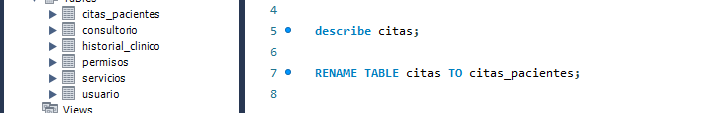 Tables
citas_pacientes
consultorio
historial_clinico
permisos
servicios
usuario
Views
4
5 describe citas;
6
7 RENAME TABLE citas TO citas_pacientes;
8